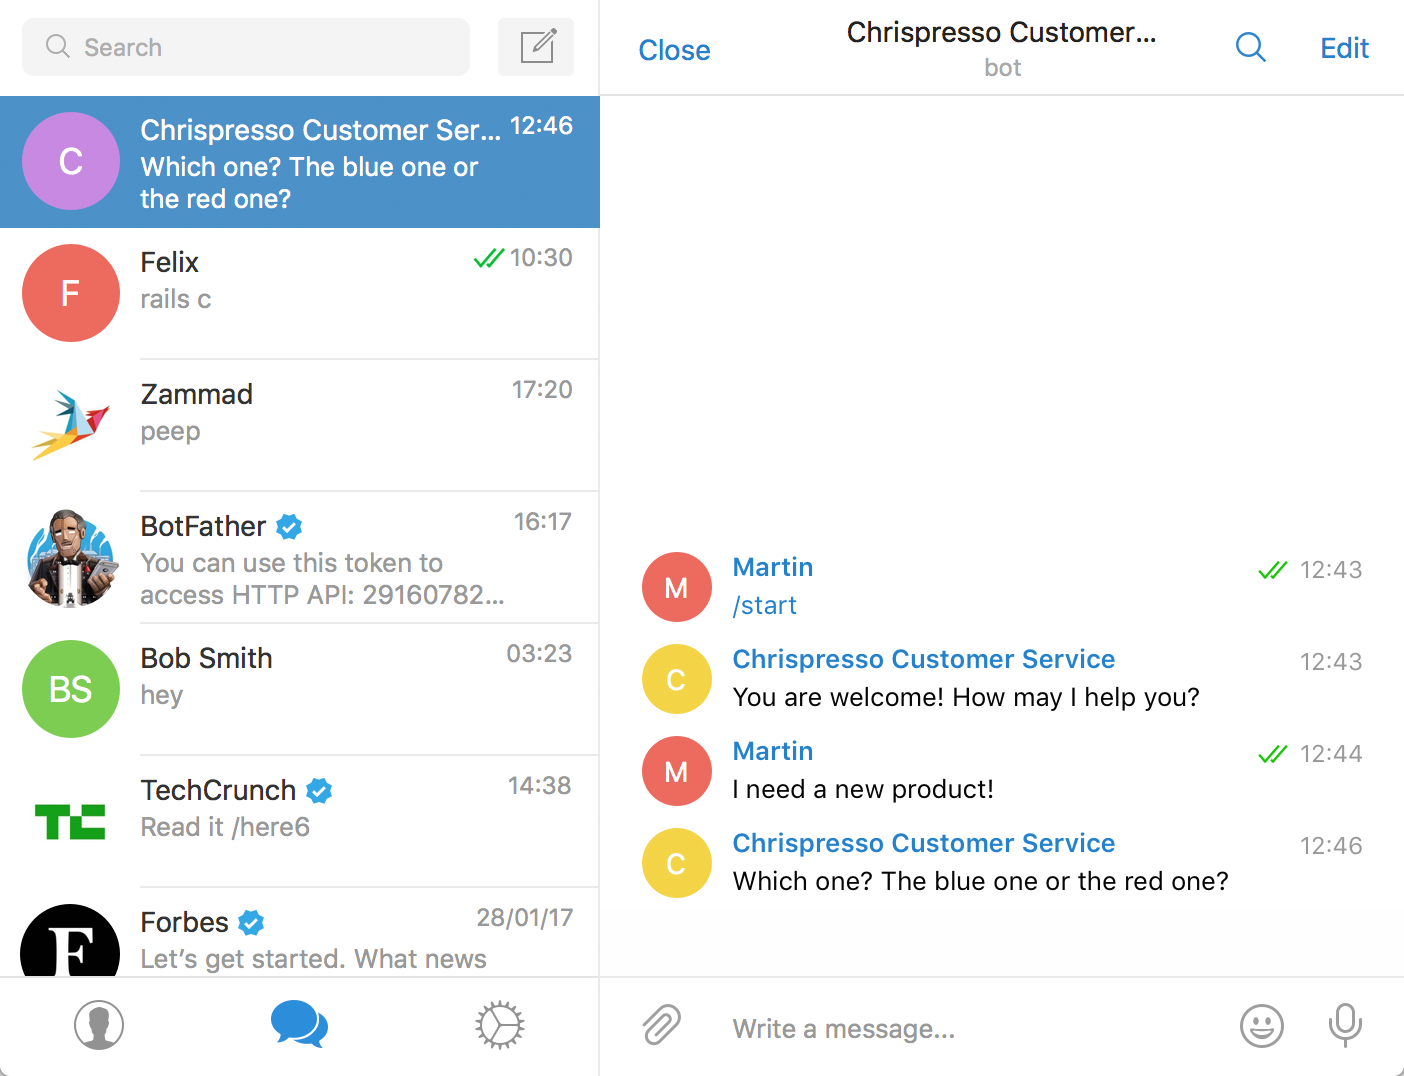 Search
C
Chrispresso Customer Ser... 12:46
Which one? The blue one or
the red one?
F
Felix 10:30
rails c
Zammad 17:20
peep
BotFather 16:17
You can use this token to
access HTTP API: 29160782...
BS
Bob Smith 03:23
hey
TC
TechCrunch 14:38
Read it /here6
F
Forbes 28/01/17
Let’s get started. What news
Close
Chrispresso Customer...
bot
Edit
M
Martin 12:43
/start
C
Chrispresso Customer Service 12:43
You are welcome! How may I help you?
M
Martin 12:44
I need a new product!
C
Chrispresso Customer Service 12:46
Which one? The blue one or the red one?
Write a message...